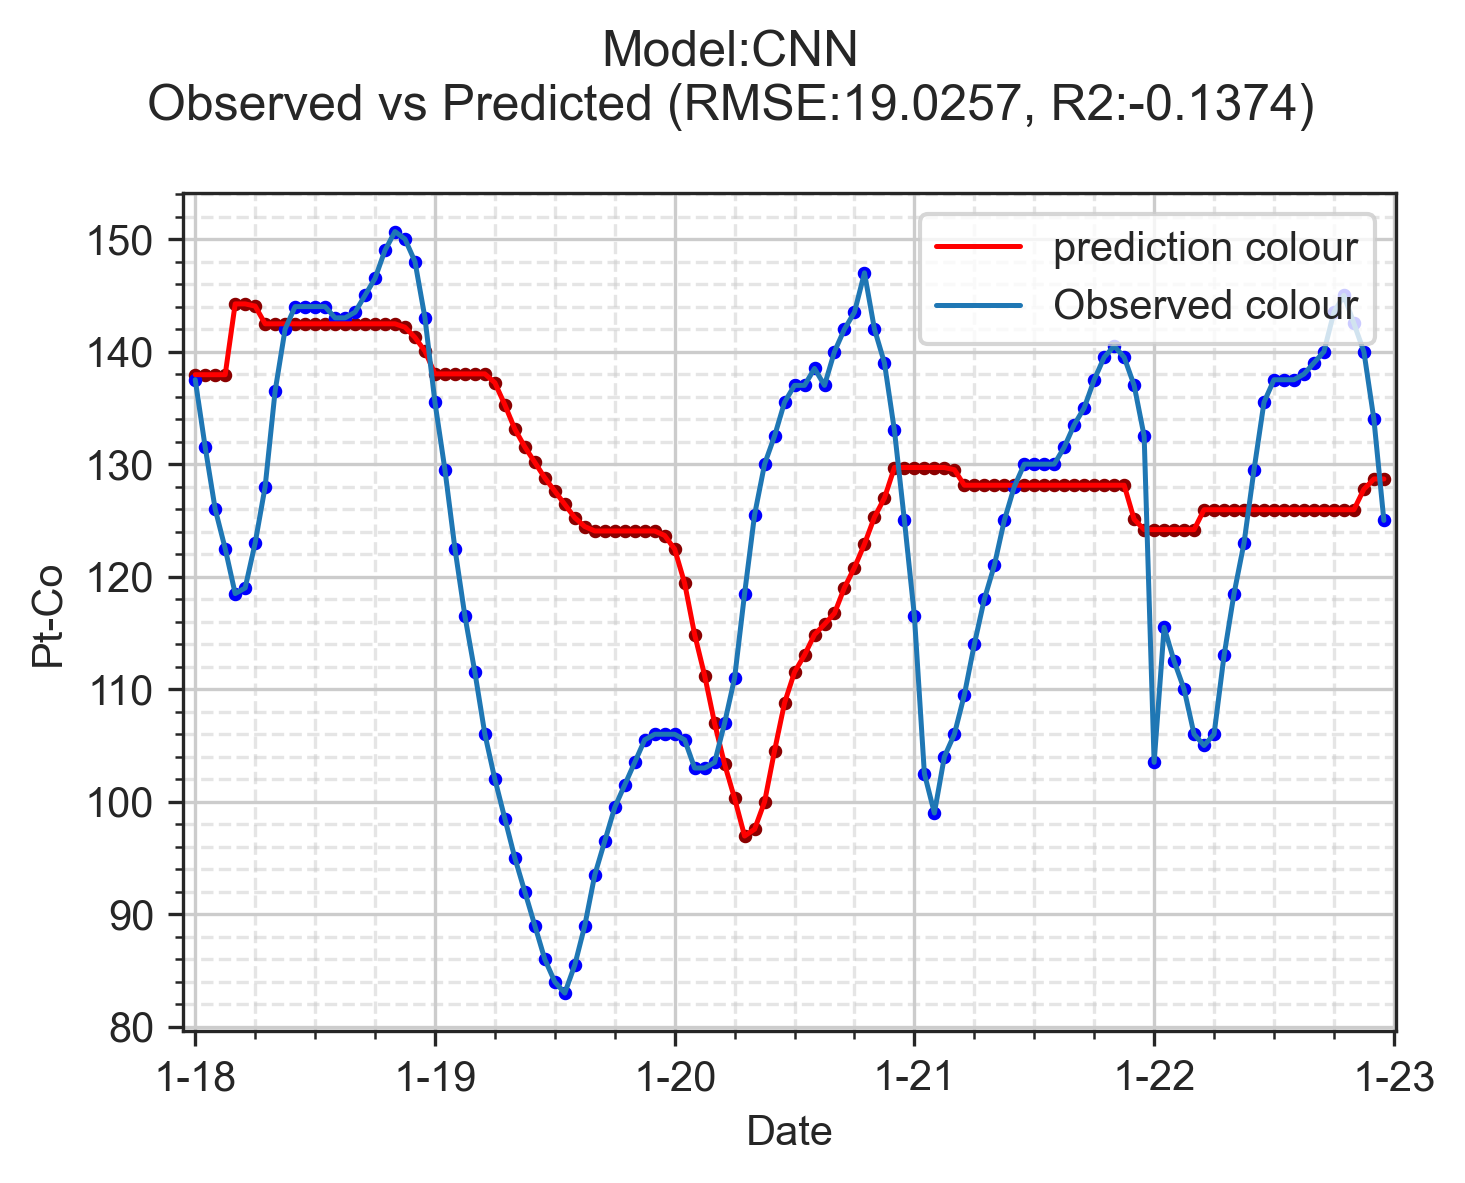 Model:CNN
Observed vs Predicted (RMSE:19.0257, R2:-0.1374)
prediction colour
Observed colour
150
140
130
120
110
100
90
80
Pt-Co
1-18 1-19 1-20 1-21 1-22 1-23
Date